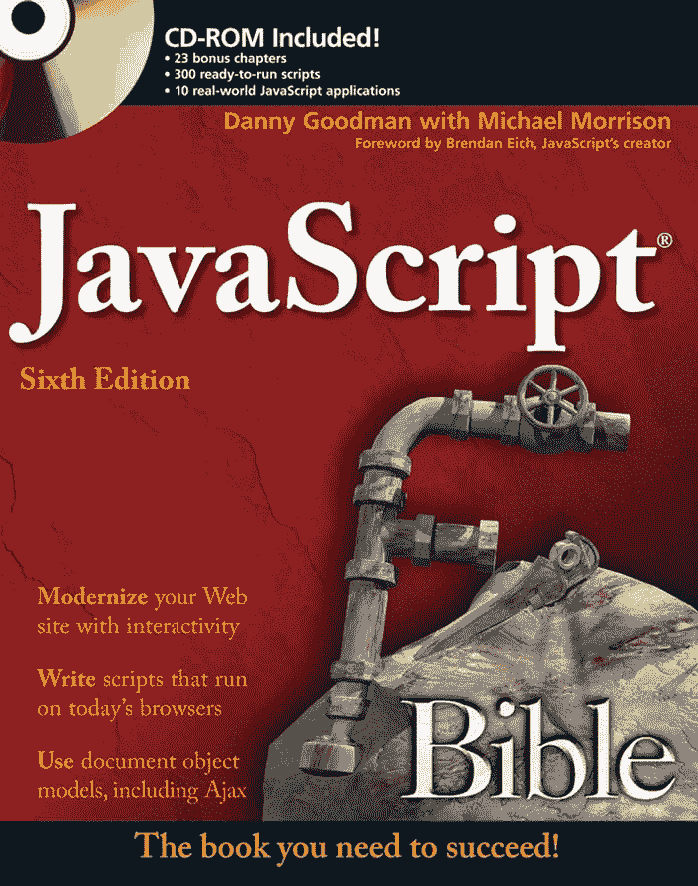 CD-ROM Included!
• 23 bonus chapters
• 300 ready-to-run scripts
• 10 real-world JavaScript applications
Danny Goodman with Michael Morrison
Foreword by Brendan Eich, JavaScript's creator
JavaScript®
Sixth Edition
Modernize your Web
site with interactivity
Write scripts that run
on today's browsers
Use document object
models, including Ajax
Bible
The book you need to succeed!